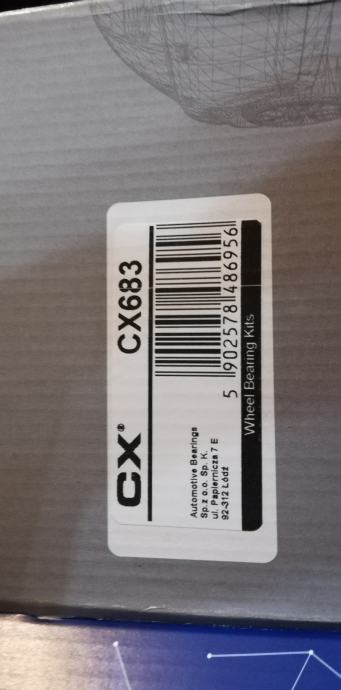 CX® CX683
Automotive Bearings
Sp. z o.o. Sp. K.
ul. Papiernicza 7 E
92-312 Łódź
5 902578 486956
Wheel Bearing Kits